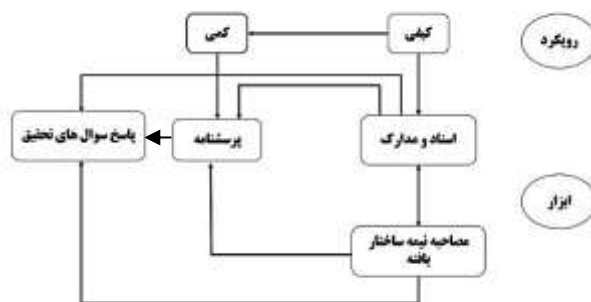 رویکرد
کیفی
کمی
اسناد و مدارک
پرسشنامه
پاسخ سوال های تحقیق
ابزار
مصاحبه نیمه ساختار
یافته